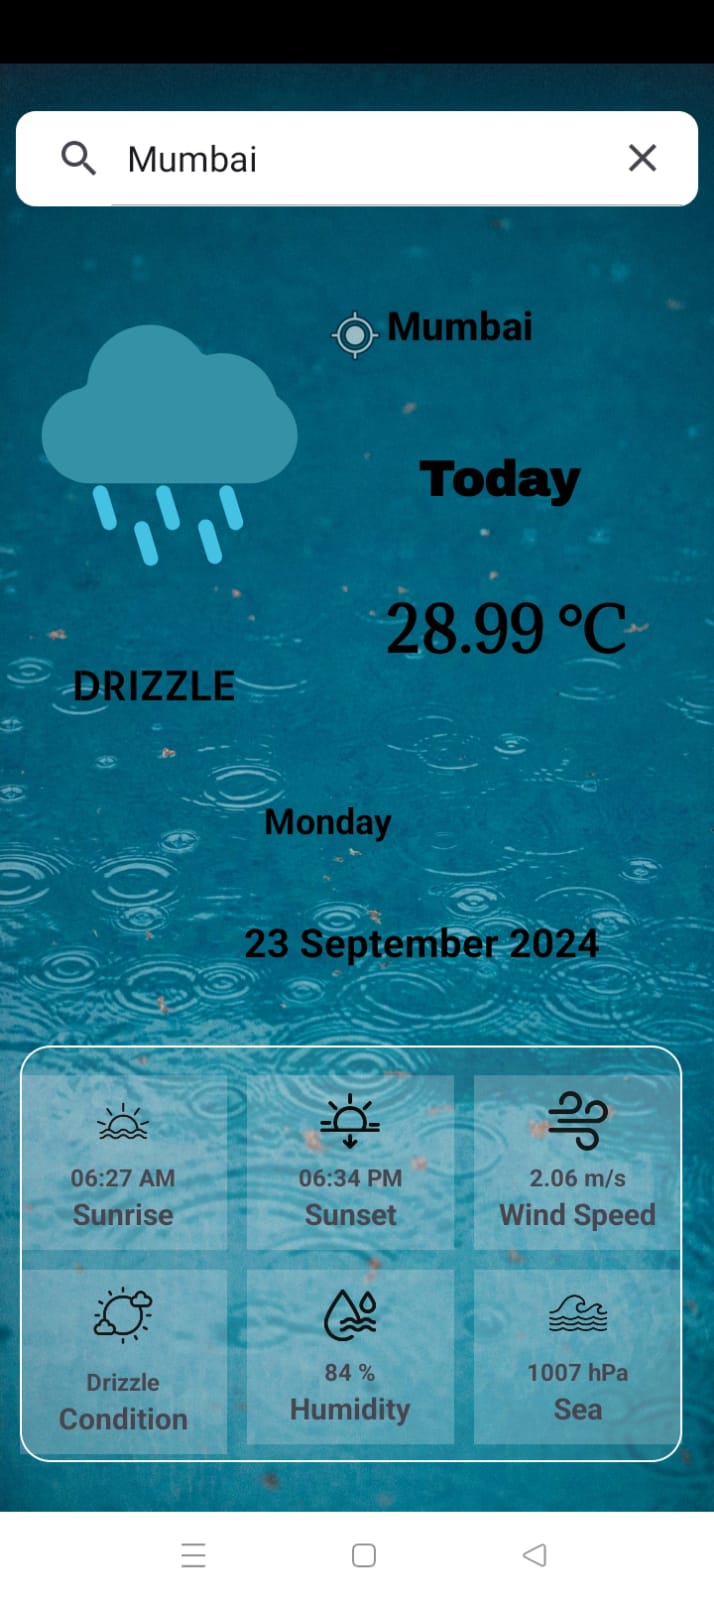 Mumbai
Mumbai
Today
28.99 °C
DRIZZLE
Monday
23 September 2024
06:27 AM
Sunrise
06:34 PM
Sunset
2.06 m/s
Wind Speed
Drizzle
Condition
84 %
Humidity
1007 hPa
Sea